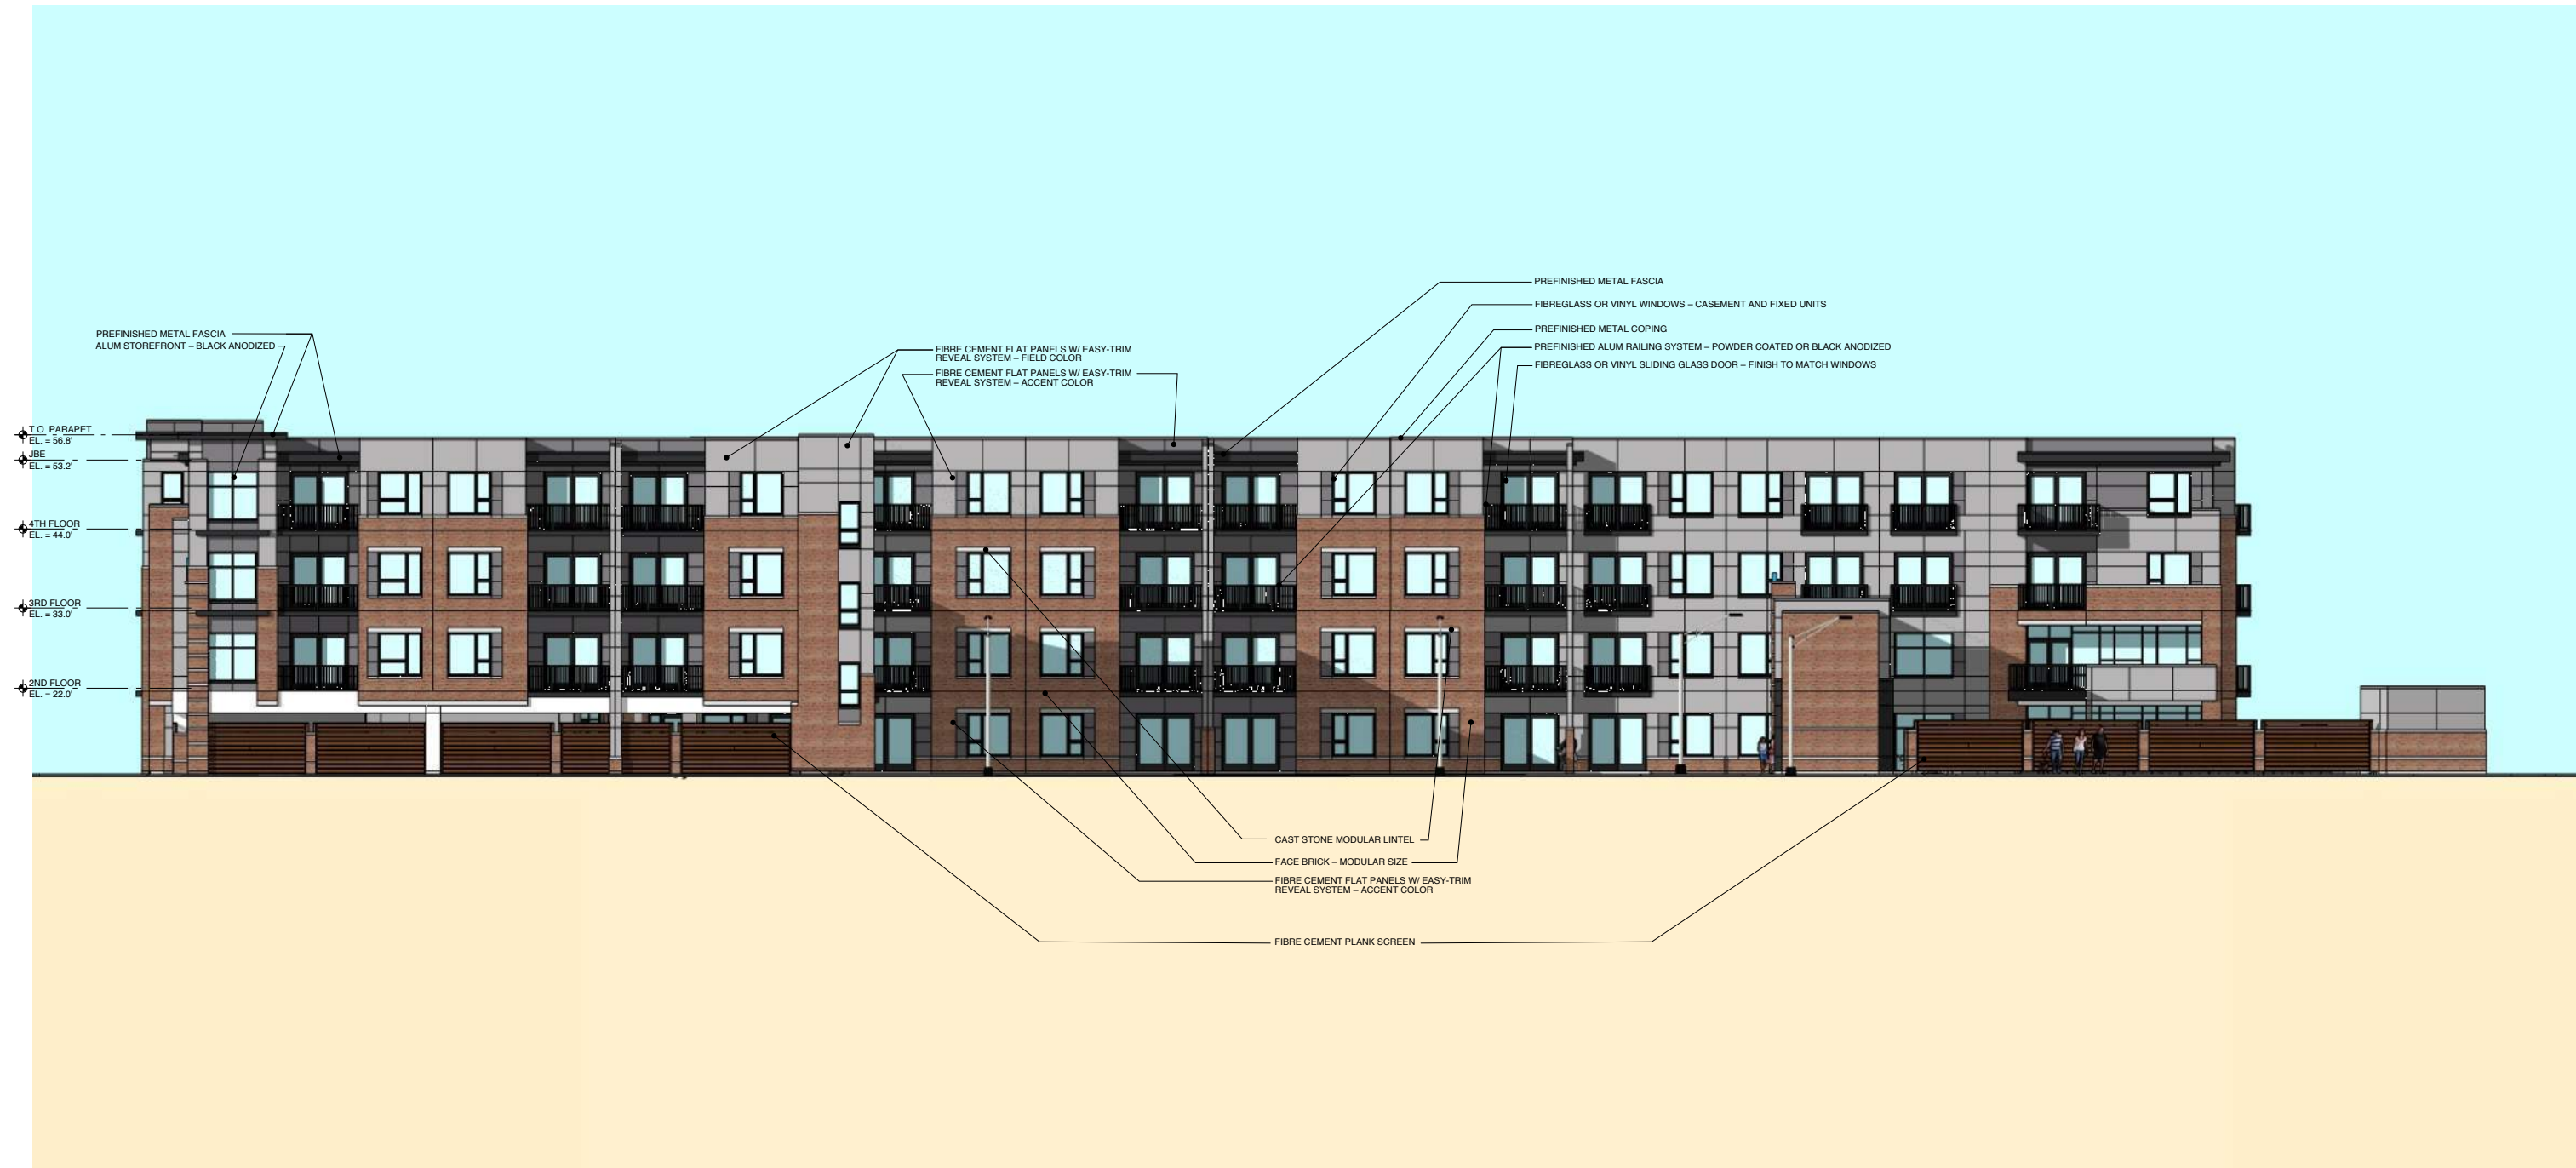 PREFINISHED METAL FASCIA
FIBREGLASS OR VINYL WINDOWS – CASEMENT AND FIXED UNITS
PREFINISHED METAL COPING
PREFINISHED ALUM RAILING SYSTEM – POWDER COATED OR BLACK ANODIZED
FIBREGLASS OR VINYL SLIDING GLASS DOOR – FINISH TO MATCH WINDOWS
PREFINISHED METAL FASCIA
ALUM STOREFRONT – BLACK ANODIZED
FIBRE CEMENT FLAT PANELS W/ EASY-TRIM
REVEAL SYSTEM – FIELD COLOR
FIBRE CEMENT FLAT PANELS W/ EASY-TRIM
REVEAL SYSTEM – ACCENT COLOR
T.O. PARAPET
EL. = 56.8'
JBE
EL. = 53.2'
4TH FLOOR
EL. = 44.0'
3RD FLOOR
EL. = 33.0'
2ND FLOOR
EL. = 22.0'
CAST STONE MODULAR LINTEL
FACE BRICK – MODULAR SIZE
FIBRE CEMENT FLAT PANELS W/ EASY-TRIM
REVEAL SYSTEM – ACCENT COLOR
FIBRE CEMENT PLANK SCREEN